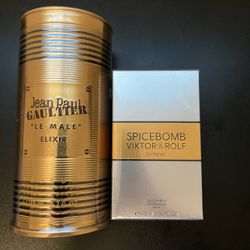 Jean Paul
GAULTIER
"LE MALE"
ELIXIR
SPICEBOMB
VIKTOR & ROLF
EXTREME